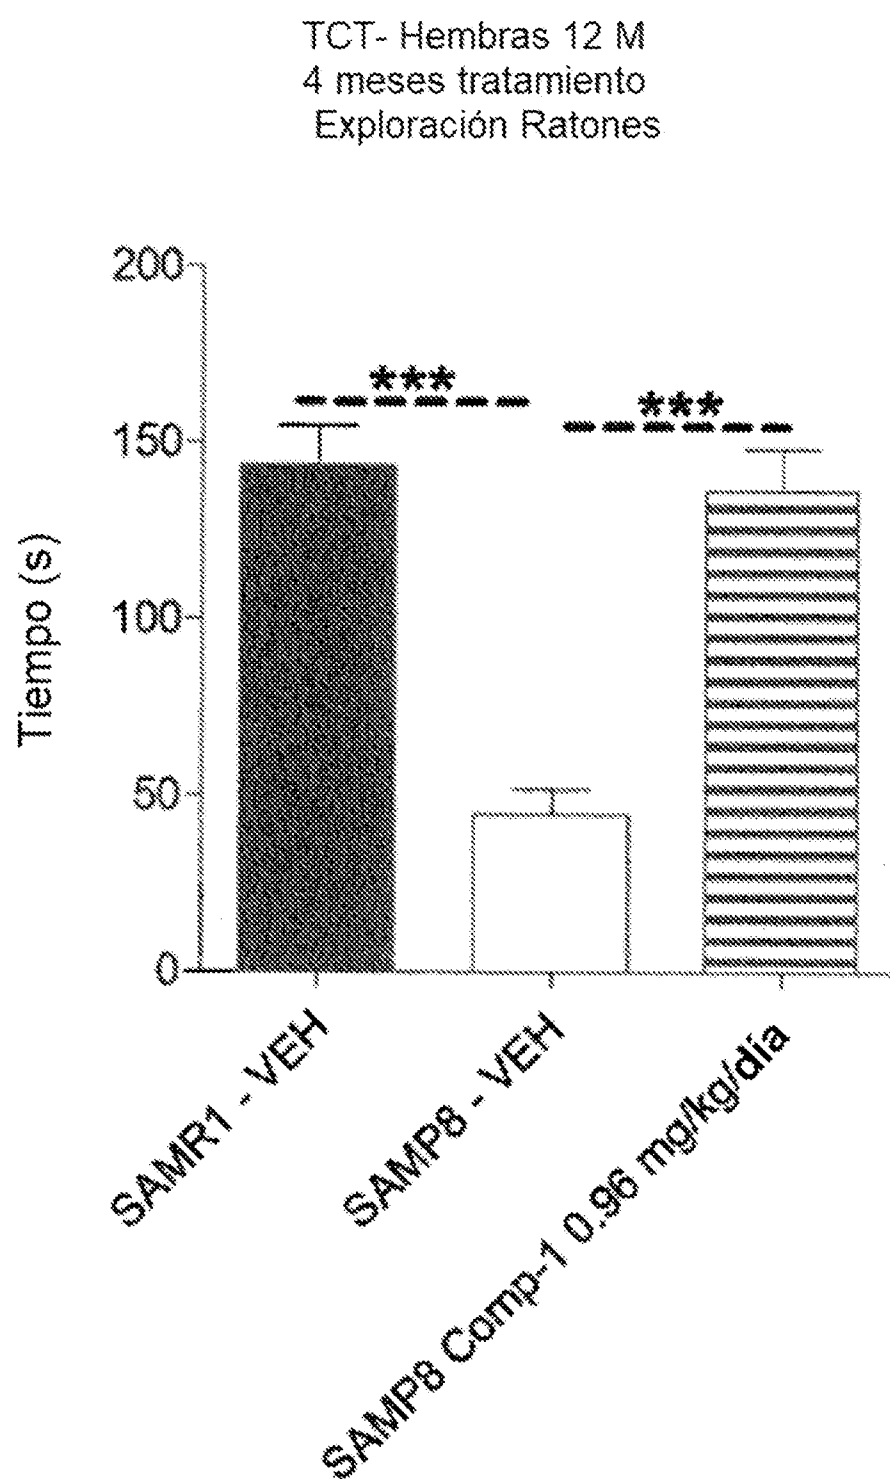 TCT- Hembras 12 M
4 meses tratamiento
Exploración Ratones
200
150
100
50
0
Tiempo (s)
***
***
SAMR1 - VEH
SAMP8 - VEH
SAMP8 Comp-1 0.96 mg/kg/día